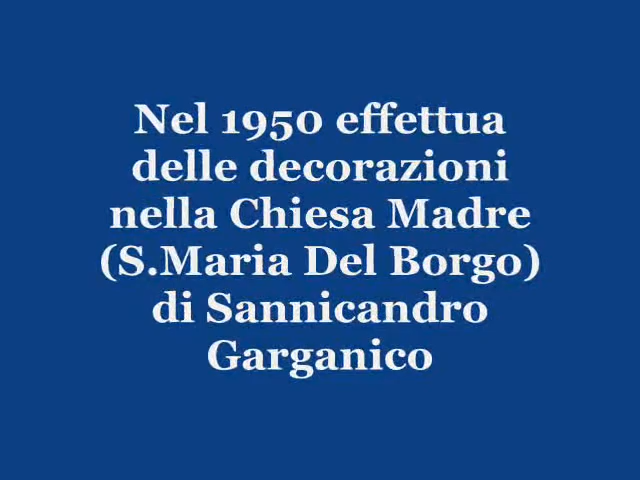 Nel 1950 effettua
delle decorazioni
nella Chiesa Madre
(S.Maria Del Borgo)
di Sannicandro
Garganico